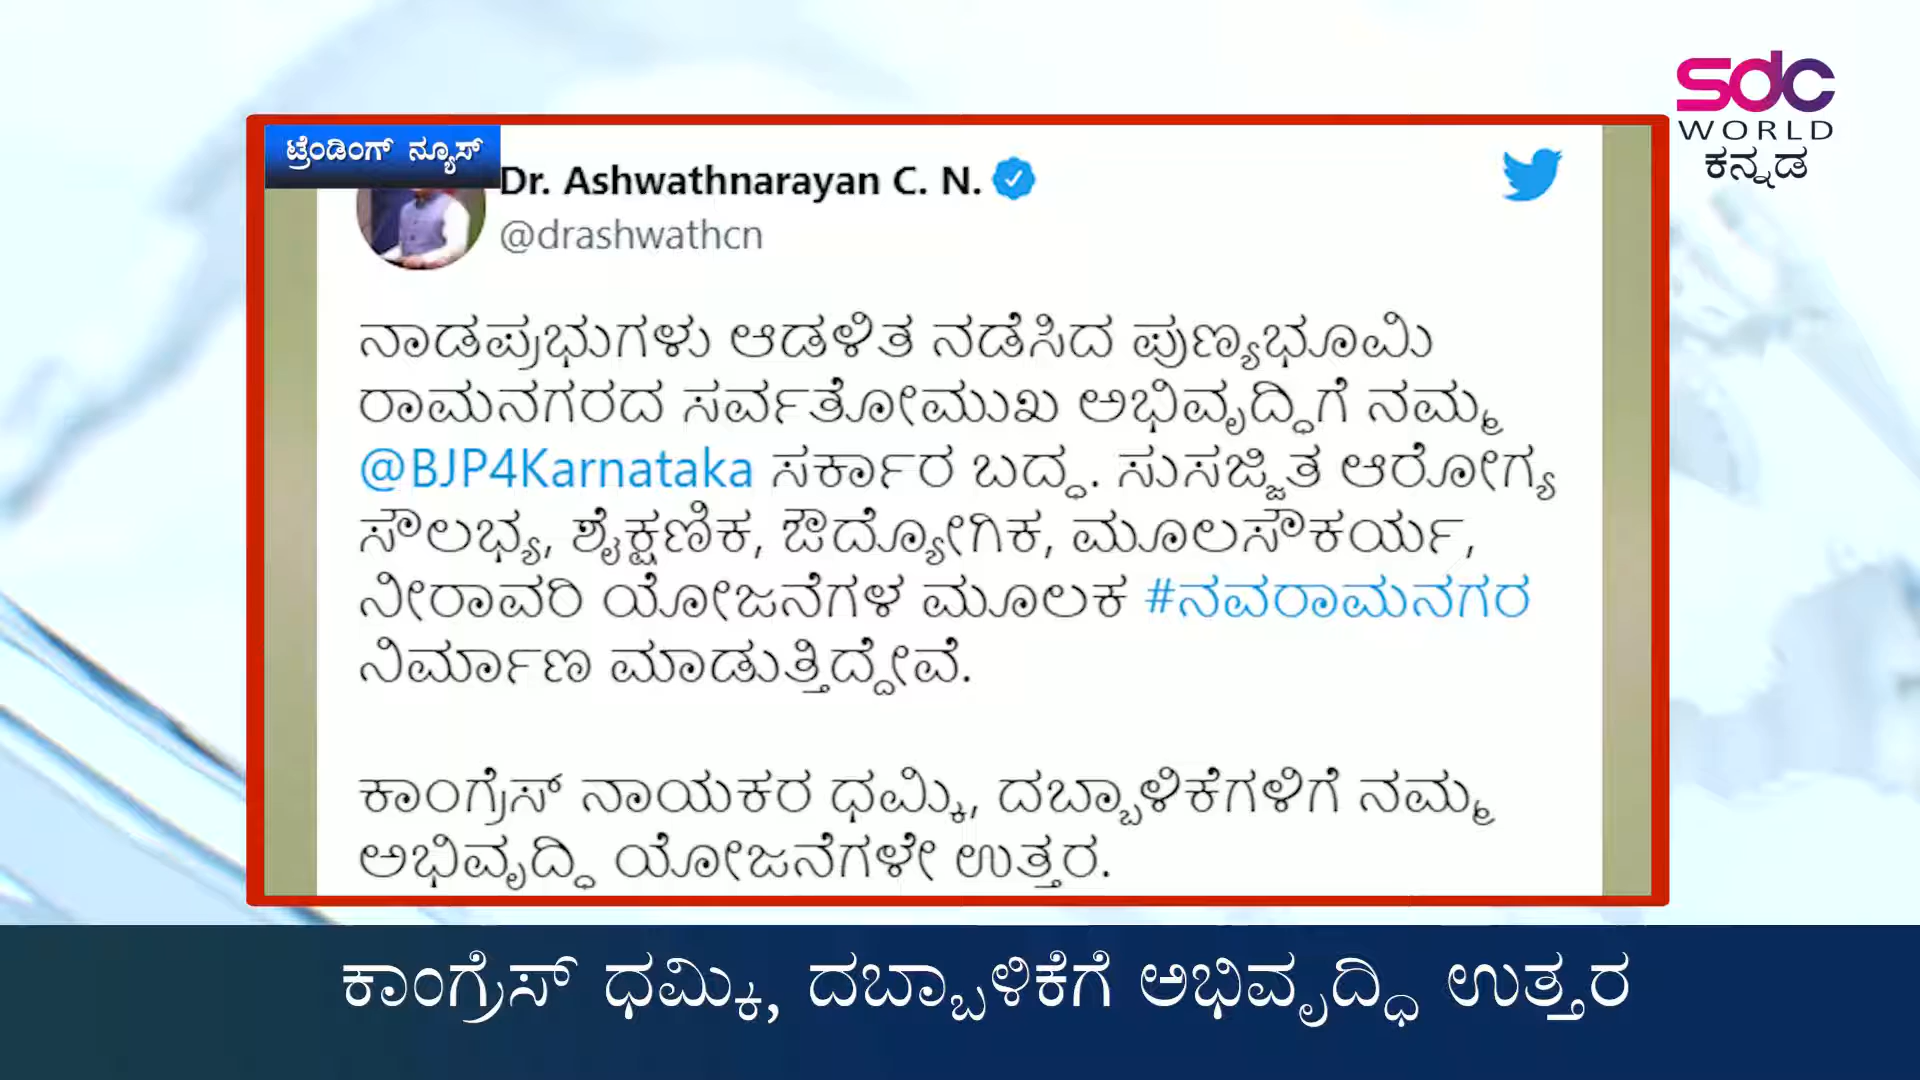 sdc
WORLD
ಕನ್ನಡ
ಟ್ರೆಂಡಿಂಗ್ ನ್ಯೂಸ್
Dr. Ashwathnarayan C. N.
@drashwathcn
ನಾಡಪ್ರಭುಗಳು ಆಡಳಿತ ನಡೆಸಿದ ಪುಣ್ಯಭೂಮಿ
ರಾಮನಗರದ ಸರ್ವತೋಮುಖ ಅಭಿವೃದ್ಧಿಗೆ ನಮ್ಮ
@BJP4Karnataka ಸರ್ಕಾರ ಬದ್ಧ. ಸುಸಜ್ಜಿತ ಆರೋಗ್ಯ
ಸೌಲಭ್ಯ, ಶೈಕ್ಷಣಿಕ, ಔದ್ಯೋಗಿಕ, ಮೂಲಸೌಕರ್ಯ,
ನೀರಾವರಿ ಯೋಜನೆಗಳ ಮೂಲಕ #ನವರಾಮನಗರ
ನಿರ್ಮಾಣ ಮಾಡುತ್ತಿದ್ದೇವೆ.
ಕಾಂಗ್ರೆಸ್ ನಾಯಕರ ಧಮ್ಕಿ, ದಬ್ಬಾಳಿಕೆಗಳಿಗೆ ನಮ್ಮ
ಅಭಿವೃದ್ಧಿ ಯೋಜನೆಗಳೇ ಉತ್ತರ.
ಕಾಂಗ್ರೆಸ್ ಧಮ್ಕಿ, ದಬ್ಬಾಳಿಕೆಗೆ ಅಭಿವೃದ್ಧಿ ಉತ್ತರ